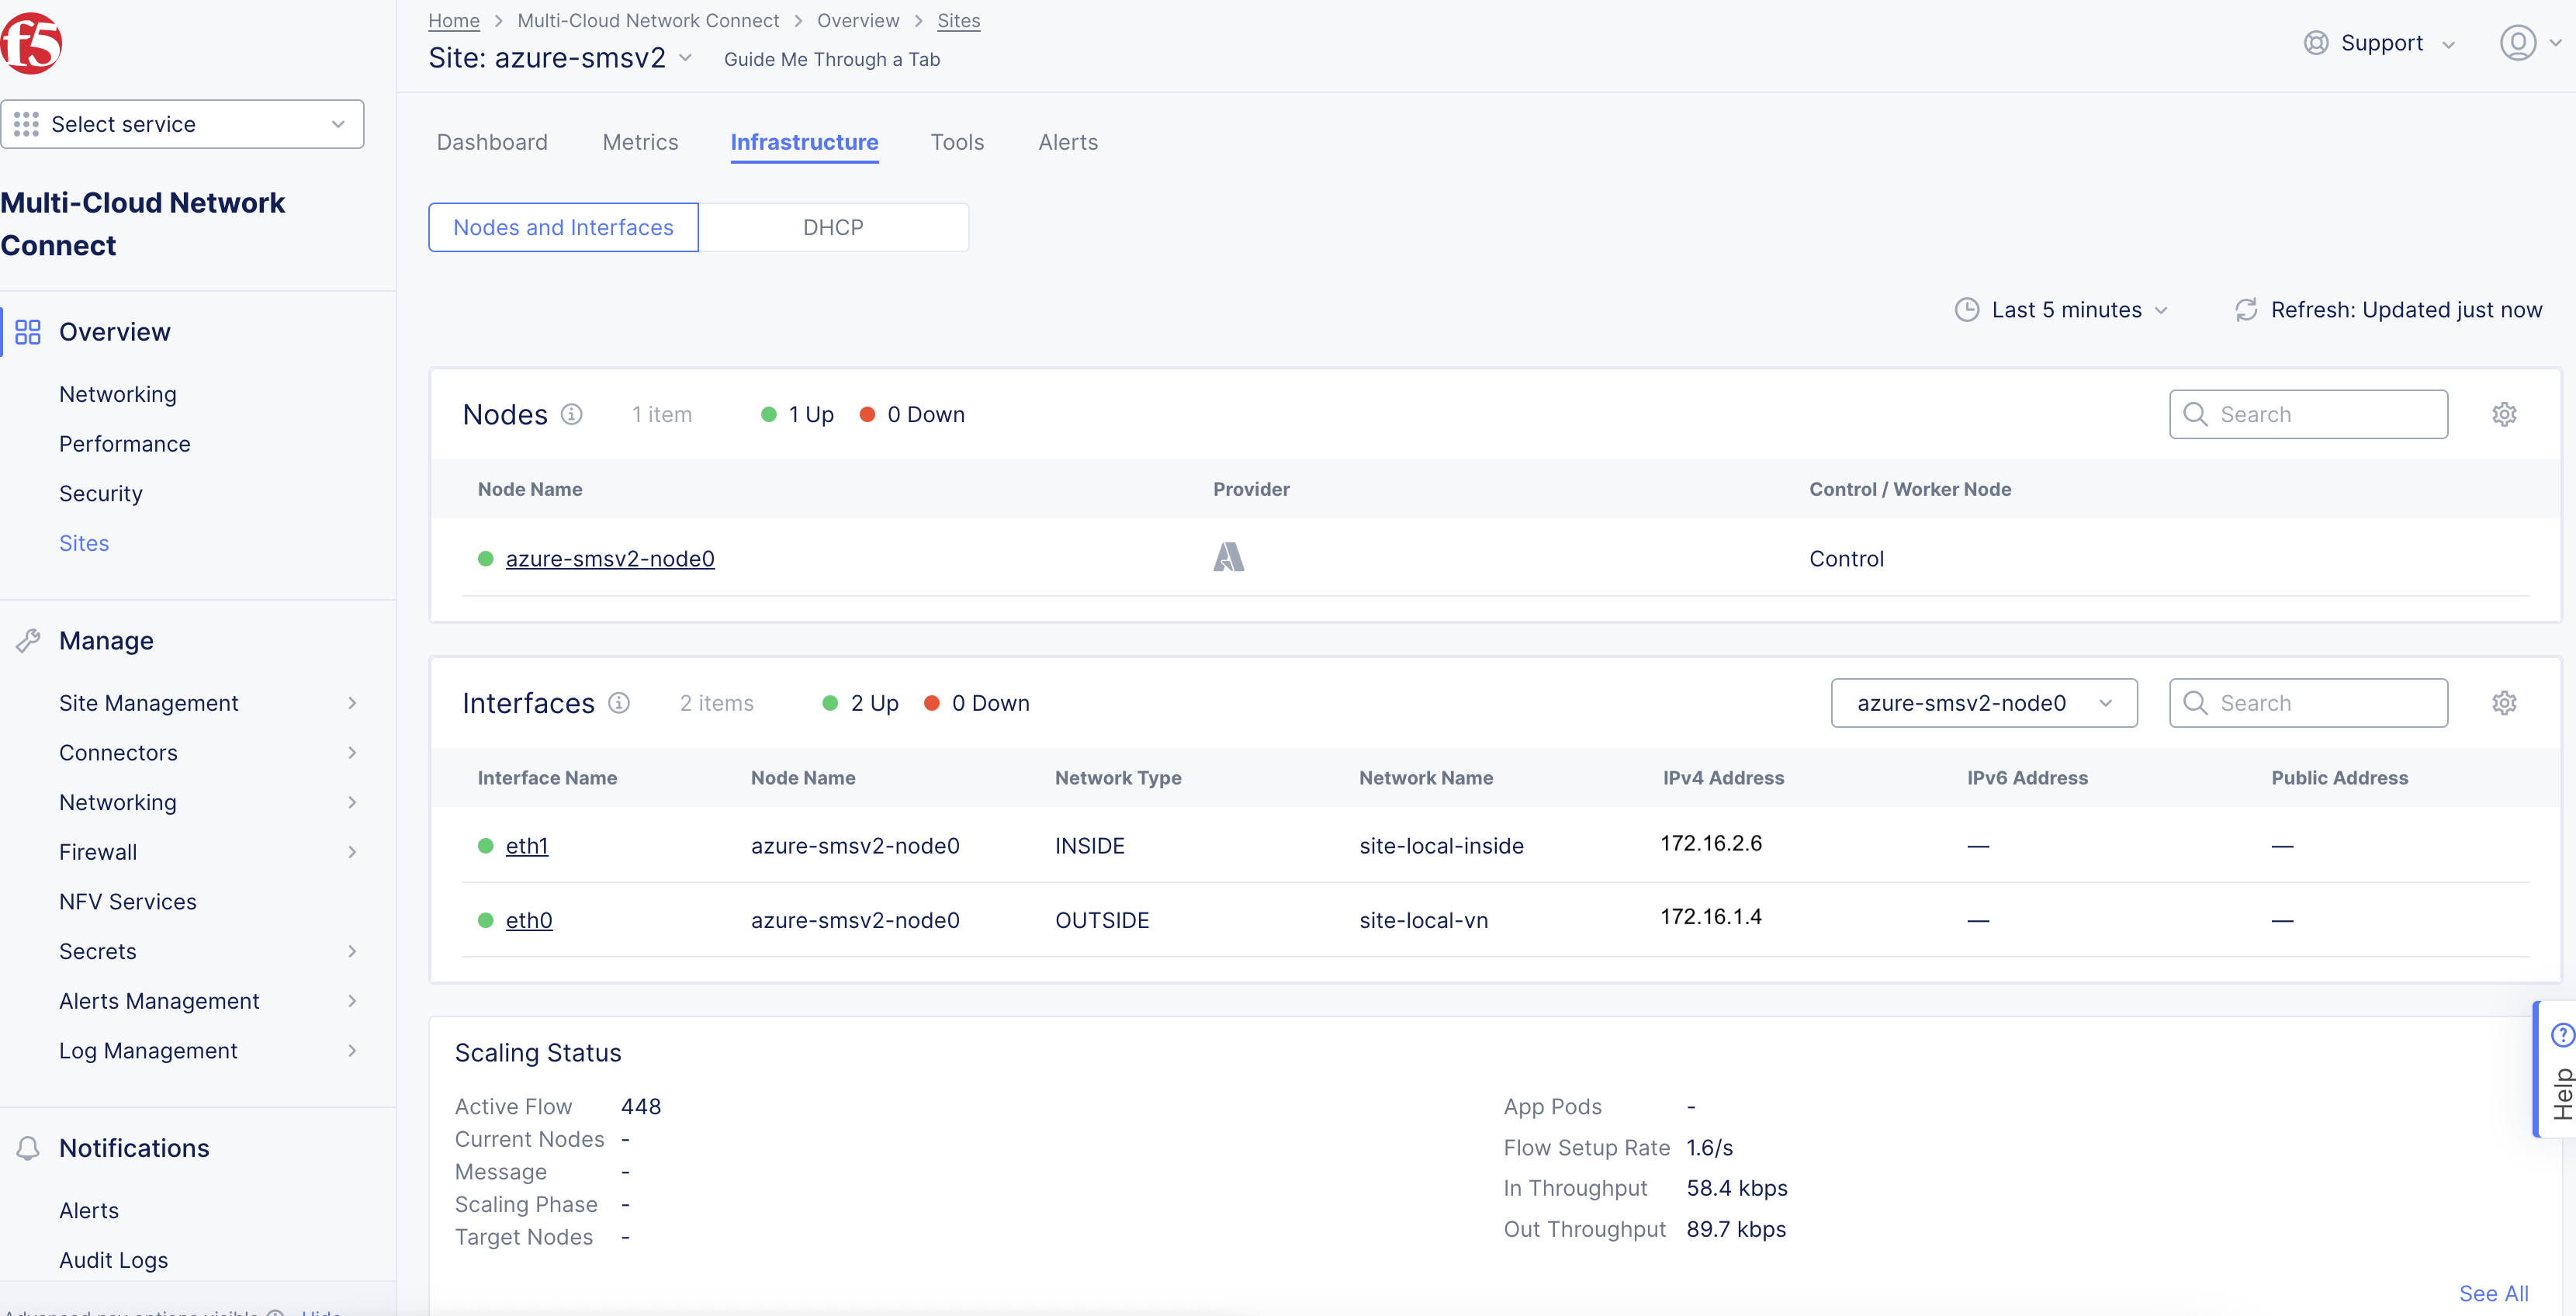 f5
Home > Multi-Cloud Network Connect > Overview > Sites
Site: azure-smsv2
Guide Me Through a Tab
Support
Select service
Multi-Cloud Network
Connect
Overview
Networking
Performance
Security
Sites
Manage
Site Management
Connectors
Networking
Firewall
NFV Services
Secrets
Alerts Management
Log Management
Notifications
Alerts
Audit Logs
Advanced nav options visible Hide
Dashboard Metrics Infrastructure Tools Alerts
Nodes and Interfaces DHCP
Last 5 minutes Refresh: Updated just now
Nodes 1 item 1 Up 0 Down Search
Node Name Provider Control / Worker Node
azure-smsv2-node0 Control
Interfaces 2 items 2 Up 0 Down azure-smsv2-node0 Search
Interface Name Node Name Network Type Network Name IPv4 Address IPv6 Address Public Address
eth1 azure-smsv2-node0 INSIDE site-local-inside 172.16.2.6 — —
eth0 azure-smsv2-node0 OUTSIDE site-local-vn 172.16.1.4 — —
Scaling Status
Active Flow 448
Current Nodes -
Message -
Scaling Phase -
Target Nodes -
App Pods -
Flow Setup Rate 1.6/s
In Throughput 58.4 kbps
Out Throughput 89.7 kbps
See All
Help